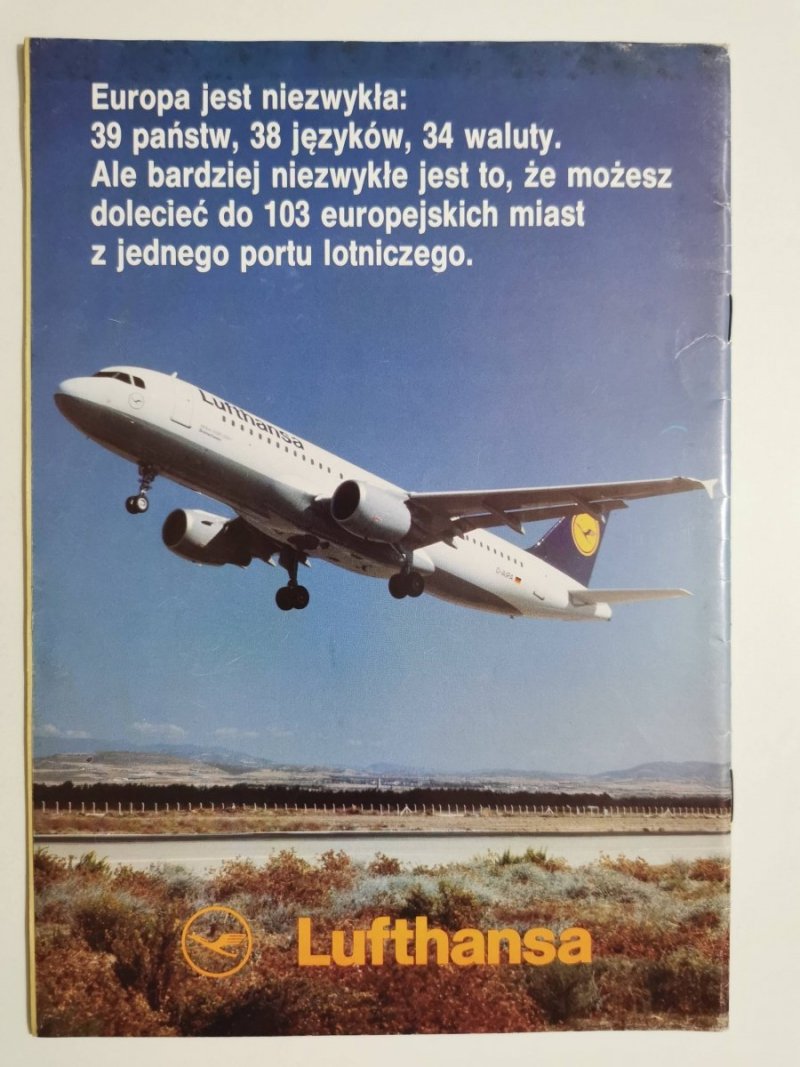 Europa jest niezwykła:
39 państw, 38 języków, 34 waluty.
Ale bardziej niezwykłe jest to, że możesz
dolecieć do 103 europejskich miast
z jednego portu lotniczego.
Lufthansa
Lufthansa